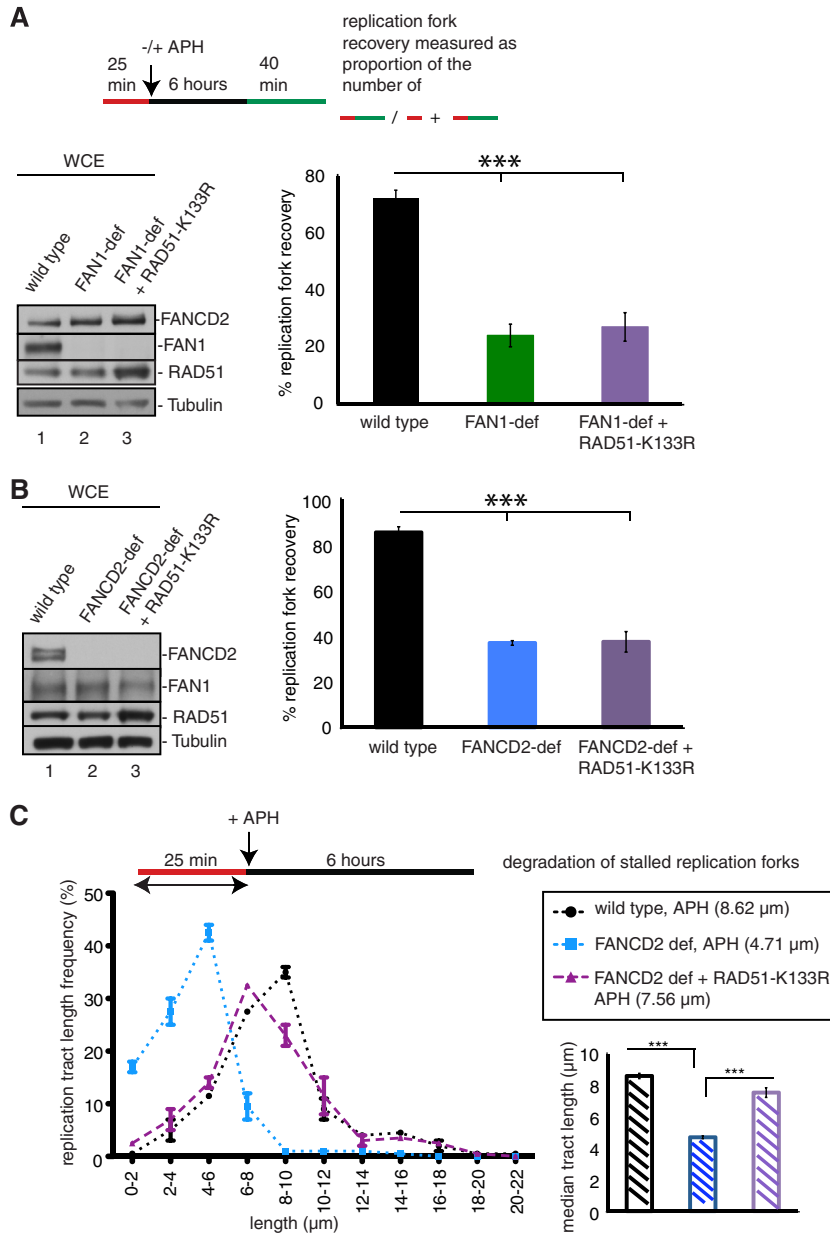 A
-/+ APH
25
min
6 hours
40
min
replication fork
recovery measured as
proportion of the
number of
/ +
WCE
wild type
FAN1-def
FAN1-def
+ RAD51-K133R
-FANCD2
-FAN1
- RAD51
- Tubulin
1 2 3
% replication fork recovery
80
60
40
20
0
***
wild type
FAN1-def
FAN1-def +
RAD51-K133R
B
WCE
wild type
FANCD2-def
FANCD2-def
+ RAD51-K133R
-FANCD2
-FAN1
- RAD51
- Tubulin
1 2 3
% replication fork recovery
100
80
60
40
20
0
***
wild type
FANCD2-def
FANCD2-def +
RAD51-K133R
C
+ APH
25 min
6 hours
degradation of stalled replication forks
replication tract length frequency (%)
50
40
30
20
10
0
0-2
2-4
4-6
6-8
8-10
10-12
12-14
14-16
16-18
18-20
20-22
length (µm)
wild type, APH (8.62 µm)
FANCD2 def, APH (4.71 µm)
FANCD2 def + RAD51-K133R
APH (7.56 µm)
median tract length (µm)
10
8
6
4
2
0
***
***